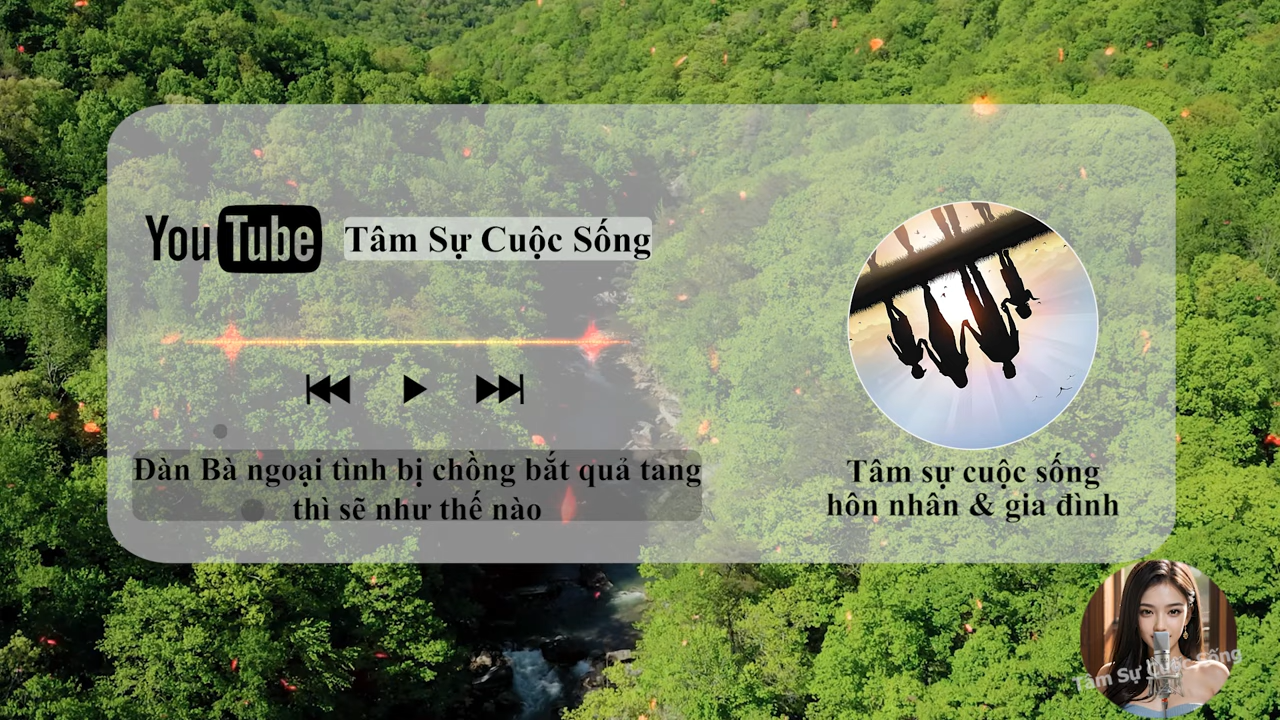 YouTube Tâm Sự Cuộc Sống
Đàn Bà ngoại tình bị chồng bắt quả tang
thì sẽ như thế nào
Tâm sự cuộc sống
hôn nhân & gia đình
Tâm Sự Cuộc Sống